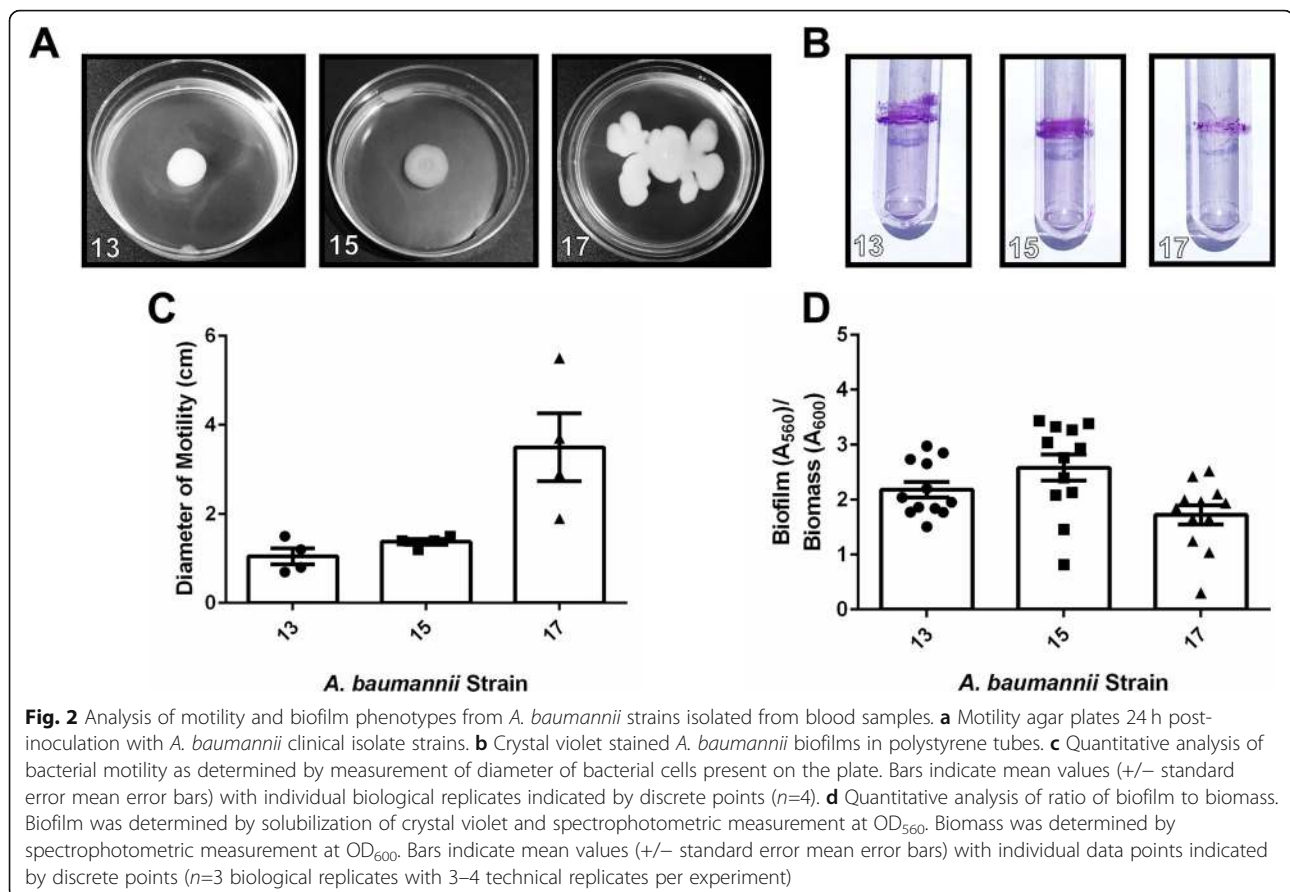 A
B
13
15
17
13
15
17
C
D
Diameter of Motility (cm)
6
4
2
0
13
15
17
A. baumannii Strain
Biofilm (A560)/
Biomass (A600)
5
4
3
2
1
0
13
15
17
A. baumannii Strain
Fig. 2 Analysis of motility and biofilm phenotypes from A. baumannii strains isolated from blood samples. a Motility agar plates 24 h post-
inoculation with A. baumannii clinical isolate strains. b Crystal violet stained A. baumannii biofilms in polystyrene tubes. c Quantitative analysis of
bacterial motility as determined by measurement of diameter of bacterial cells present on the plate. Bars indicate mean values (+/− standard
error mean error bars) with individual biological replicates indicated by discrete points (n=4). d Quantitative analysis of ratio of biofilm to biomass.
Biofilm was determined by solubilization of crystal violet and spectrophotometric measurement at OD560. Biomass was determined by
spectrophotometric measurement at OD600. Bars indicate mean values (+/− standard error mean error bars) with individual data points indicated
by discrete points (n=3 biological replicates with 3–4 technical replicates per experiment)